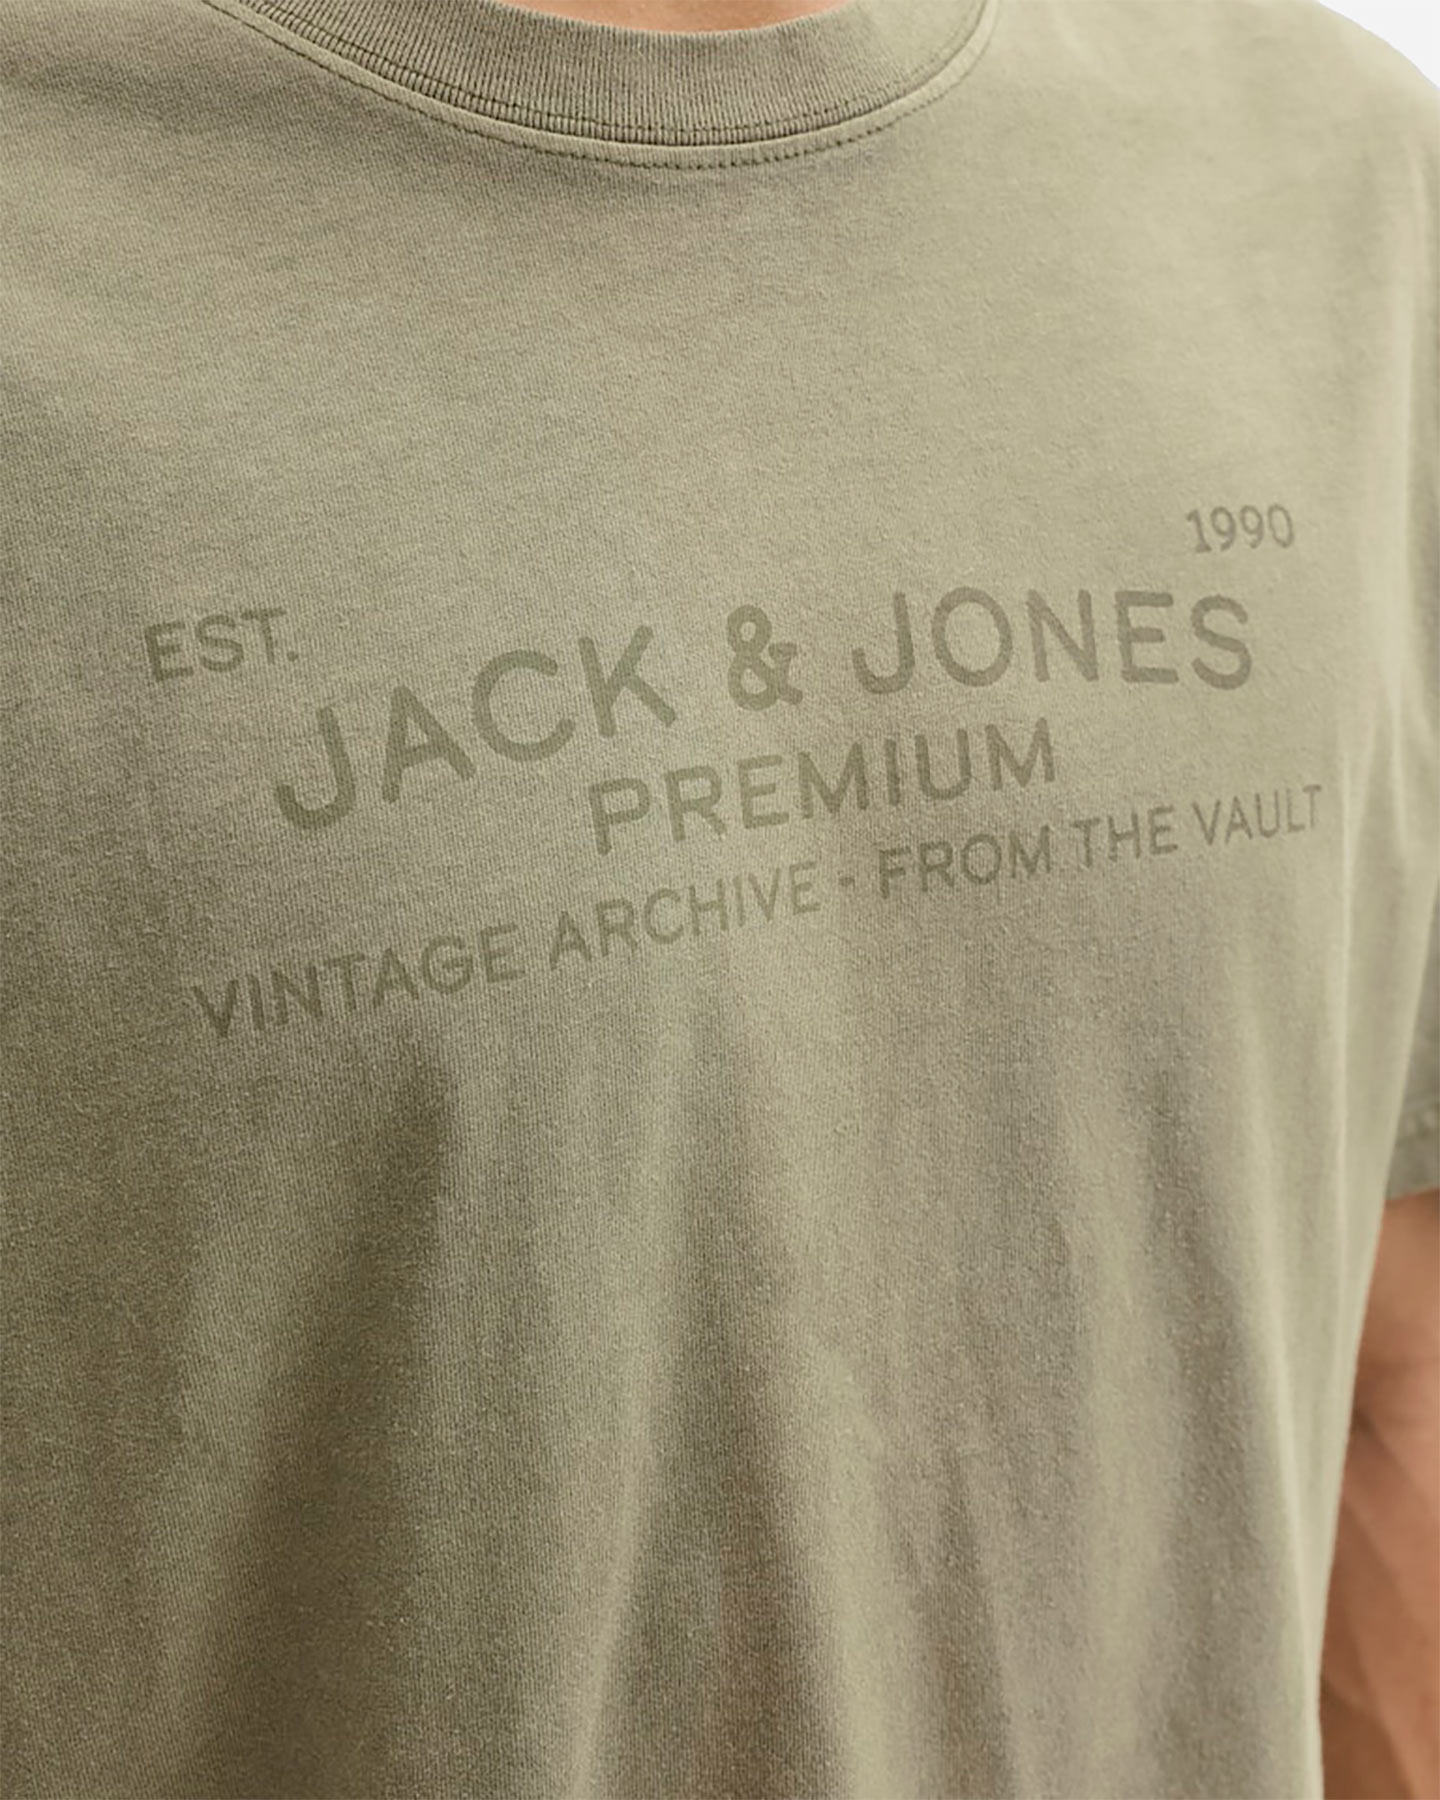 EST. 1990
JACK & JONES
PREMIUM
VINTAGE ARCHIVE - FROM THE VAULT